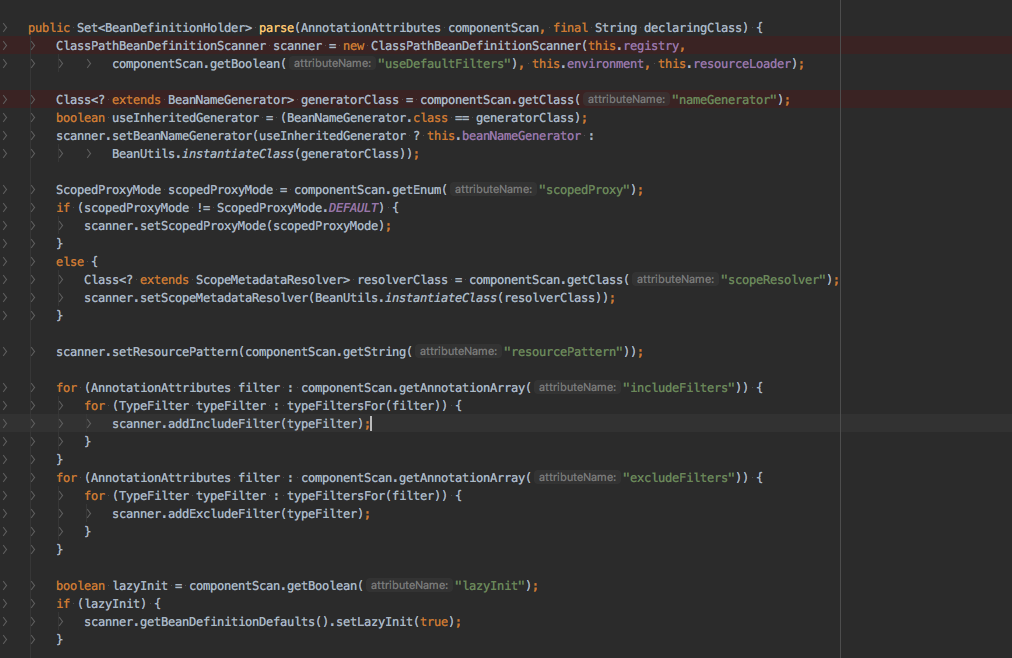 public Set<BeanDefinitionHolder> parse(AnnotationAttributes componentScan, final String declaringClass) {
ClassPathBeanDefinitionScanner scanner = new ClassPathBeanDefinitionScanner(this.registry,
componentScan.getBoolean( attributeName: "useDefaultFilters"), this.environment, this.resourceLoader);
Class<? extends BeanNameGenerator> generatorClass = componentScan.getClass( attributeName: "nameGenerator");
boolean useInheritedGenerator = (BeanNameGenerator.class == generatorClass);
scanner.setBeanNameGenerator(useInheritedGenerator ? this.beanNameGenerator :
BeanUtils.instantiateClass(generatorClass));
ScopedProxyMode scopedProxyMode = componentScan.getEnum( attributeName: "scopedProxy");
if (scopedProxyMode != ScopedProxyMode.DEFAULT) {
scanner.setScopedProxyMode(scopedProxyMode);
}
else {
Class<? extends ScopeMetadataResolver> resolverClass = componentScan.getClass( attributeName: "scopeResolver");
scanner.setScopeMetadataResolver(BeanUtils.instantiateClass(resolverClass));
}
scanner.setResourcePattern(componentScan.getString( attributeName: "resourcePattern"));
for (AnnotationAttributes filter : componentScan.getAnnotationArray( attributeName: "includeFilters")) {
for (TypeFilter typeFilter : typeFiltersFor(filter)) {
scanner.addIncludeFilter(typeFilter);
}
}
for (AnnotationAttributes filter : componentScan.getAnnotationArray( attributeName: "excludeFilters")) {
for (TypeFilter typeFilter : typeFiltersFor(filter)) {
scanner.addExcludeFilter(typeFilter);
}
}
boolean lazyInit = componentScan.getBoolean( attributeName: "lazyInit");
if (lazyInit) {
scanner.getBeanDefinitionDefaults().setLazyInit(true);
}